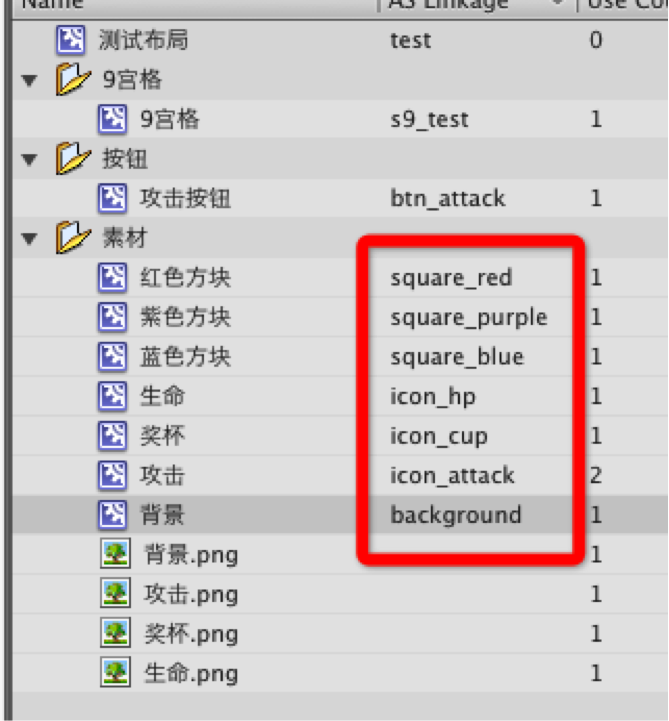 Name AS Linkage Use Cou
测试布局 test 0
9宫格
9宫格 s9_test 1
按钮
攻击按钮 btn_attack 1
素材
红色方块 square_red 1
紫色方块 square_purple 1
蓝色方块 square_blue 1
生命 icon_hp 1
奖杯 icon_cup 1
攻击 icon_attack 2
背景 background 1
背景.png 1
攻击.png 1
奖杯.png 1
生命.png 1